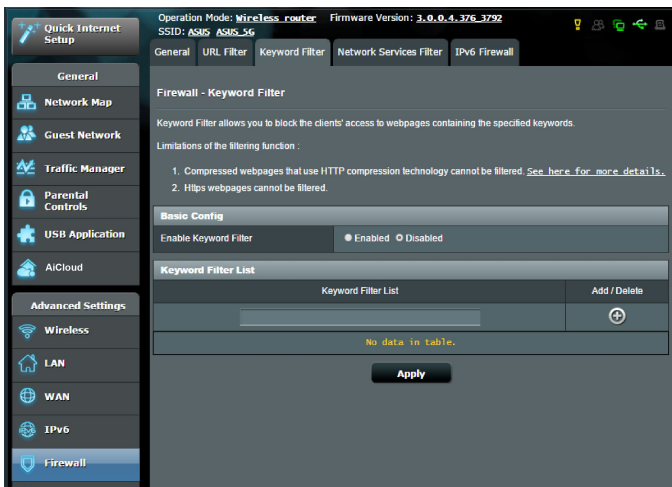 Quick Internet
Setup
General
Network Map
Guest Network
Traffic Manager
Parental
Controls
USB Application
AiCloud
Advanced Settings
Wireless
LAN
WAN
IPv6
Firewall
Operation Mode: Wireless router Firmware Version: 3.0.0.4.376_3792
SSID: ASUS ASUS_5G
General URL Filter Keyword Filter Network Services Filter IPv6 Firewall
Firewall - Keyword Filter
Keyword Filter allows you to block the clients' access to webpages containing the specified keywords.
Limitations of the filtering function :
1. Compressed webpages that use HTTP compression technology cannot be filtered. See here for more details.
2. Https webpages cannot be filtered.
Basic Config
Enable Keyword Filter Enabled Disabled
Keyword Filter List
Keyword Filter List Add / Delete
No data in table.
Apply